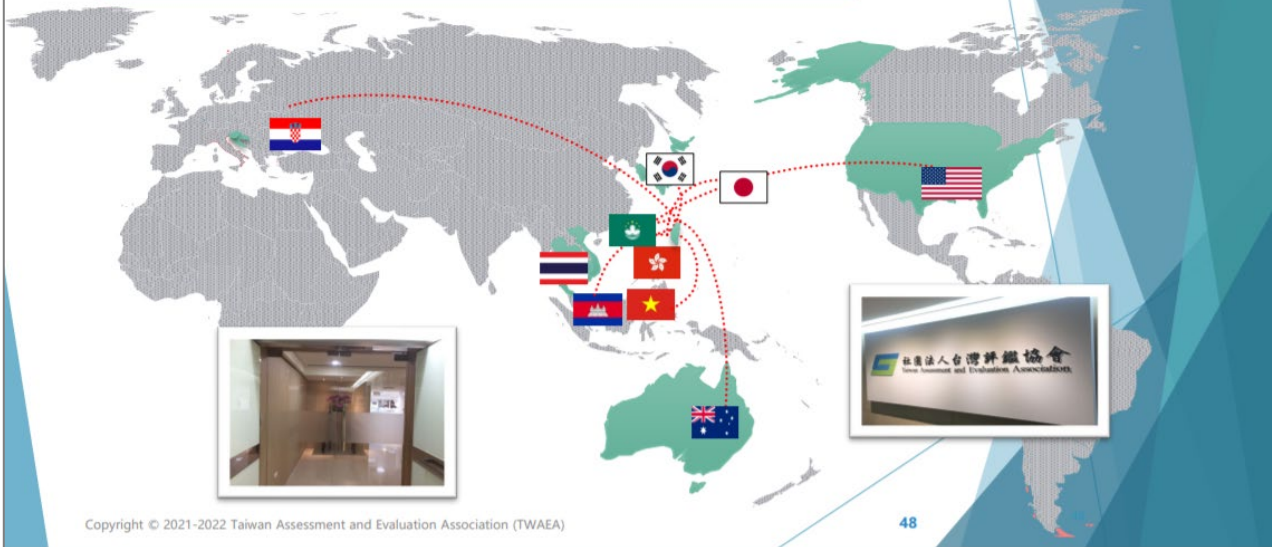 社團法人台灣評鑑協會
Taiwan Assessment and Evaluation Association
Copyright © 2021-2022 Taiwan Assessment and Evaluation Association (TWAEA)
48